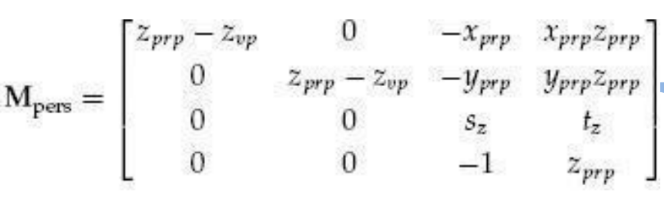 z_prp − z_vp 0 −x_prp x_prp z_prp
0 z_prp − z_vp −y_prp y_prp z_prp
M_pers =
0 0 s_z t_z
0 0 −1 z_prp